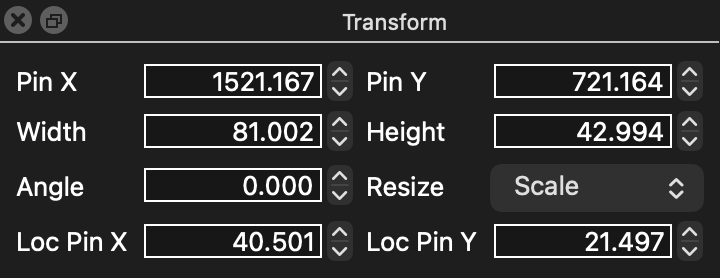 Transform
Pin X 1521.167 Pin Y 721.164
Width 81.002 Height 42.994
Angle 0.000 Resize Scale
Loc Pin X 40.501 Loc Pin Y 21.497